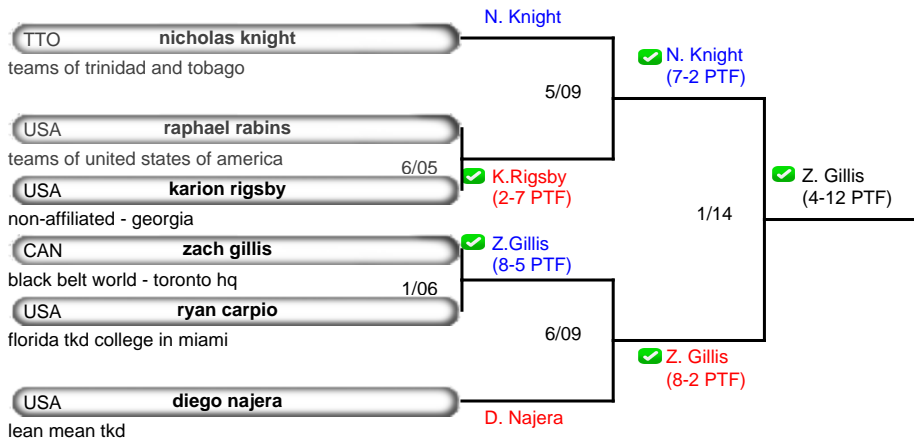 N. Knight
TTO nicholas knight
teams of trinidad and tobago
N. Knight
(7-2 PTF)
5/09
USA raphael rabins
teams of united states of america
6/05
K.Rigsby
(2-7 PTF)
USA karion rigsby
non-affiliated - georgia
Z. Gillis
(4-12 PTF)
1/14
CAN zach gillis
black belt world - toronto hq
Z.Gillis
(8-5 PTF)
1/06
USA ryan carpio
florida tkd college in miami
6/09
Z. Gillis
(8-2 PTF)
USA diego najera
lean mean tkd
D. Najera